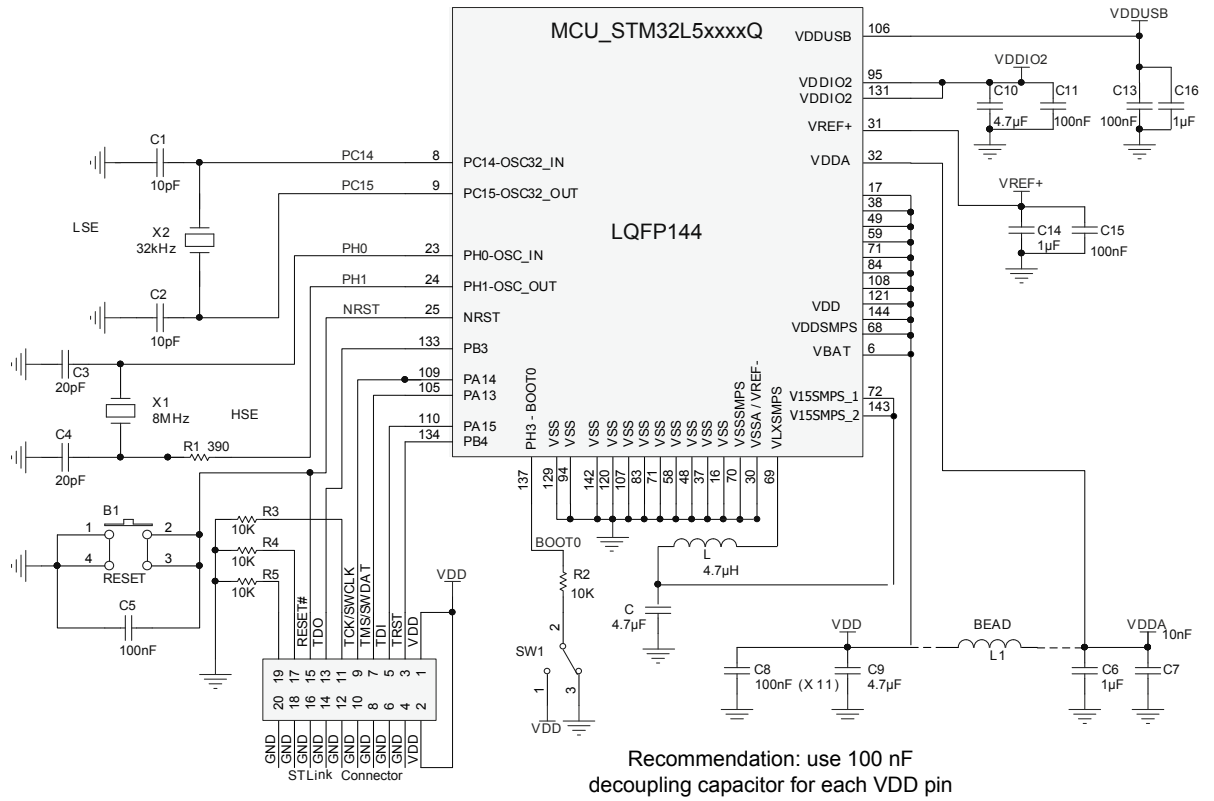 MCU_STM32L5xxxxQ
LQFP144
VDDUSB
106
VDDUSB
VDDIO2
95
VDDIO2
131
VDDIO2
C10
4.7µF
C11
100nF
C13
100nF
C16
1µF
VREF+
31
VDDA
32
VREF+
C14
1µF
C15
100nF
17
38
49
59
71
84
108
121
VDD
144
VDDSMPS
68
VBAT
6
V15SMPS_1
72
V15SMPS_2
143
C1
10pF
PC14
8
PC14-OSC32_IN
PC15
9
PC15-OSC32_OUT
LSE
X2
32kHz
C2
10pF
PH0
23
PH0-OSC_IN
PH1
24
PH1-OSC_OUT
NRST
25
NRST
133
PB3
109
PA14
105
PA13
110
PA15
134
PB4
C3
20pF
X1
8MHz
HSE
C4
20pF
R1 390
PH3 - BOOT0
VSS
VSS
VSS
VSS
VSS
VSS
VSS
VSS
VSS
VSS
VSS
VSSSMPS
VSSA / VREF-
VLXSMPS
137
129
94
142
120
107
83
71
58
48
37
16
70
30
69
B1
1
2
4
3
RESET
C5
100nF
R3
10K
R4
10K
R5
10K
BOOT0
R2
10K
2
SW1
1
3
VDD
L
4.7µH
C
4.7µF
VDD
RESET#
TDO
TCK/SWCLK
TMS/SWDAT
TDI
TRST
VDD
19
17
15
13
11
9
7
5
3
1
20
18
16
14
12
10
8
6
4
2
GND
GND
GND
GND
GND
GND
GND
GND
VDD
STLink Connector
VDD
C8
100nF (X 11)
C9
4.7µF
BEAD
L1
VDDA
10nF
C6
1µF
C7
Recommendation: use 100 nF
decoupling capacitor for each VDD pin